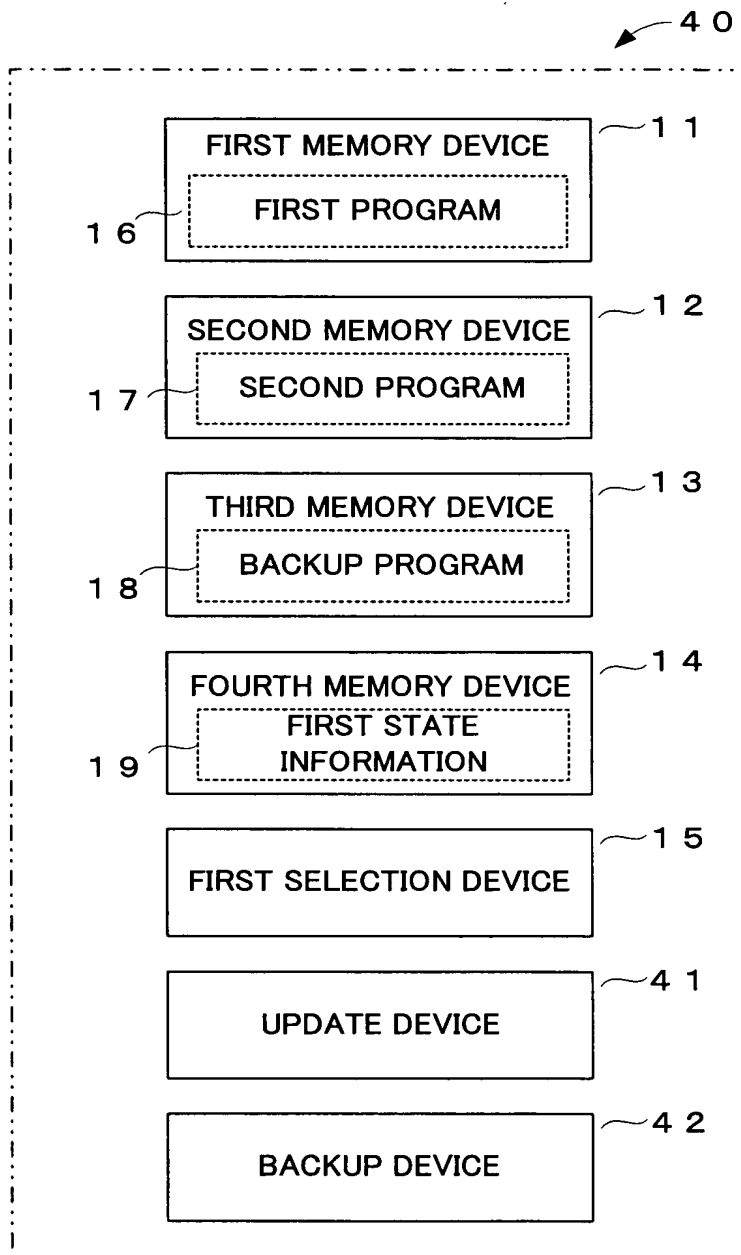 40
11
FIRST MEMORY DEVICE
FIRST PROGRAM
16
12
SECOND MEMORY DEVICE
SECOND PROGRAM
17
13
THIRD MEMORY DEVICE
BACKUP PROGRAM
18
14
FOURTH MEMORY DEVICE
FIRST STATE
INFORMATION
19
15
FIRST SELECTION DEVICE
41
UPDATE DEVICE
42
BACKUP DEVICE